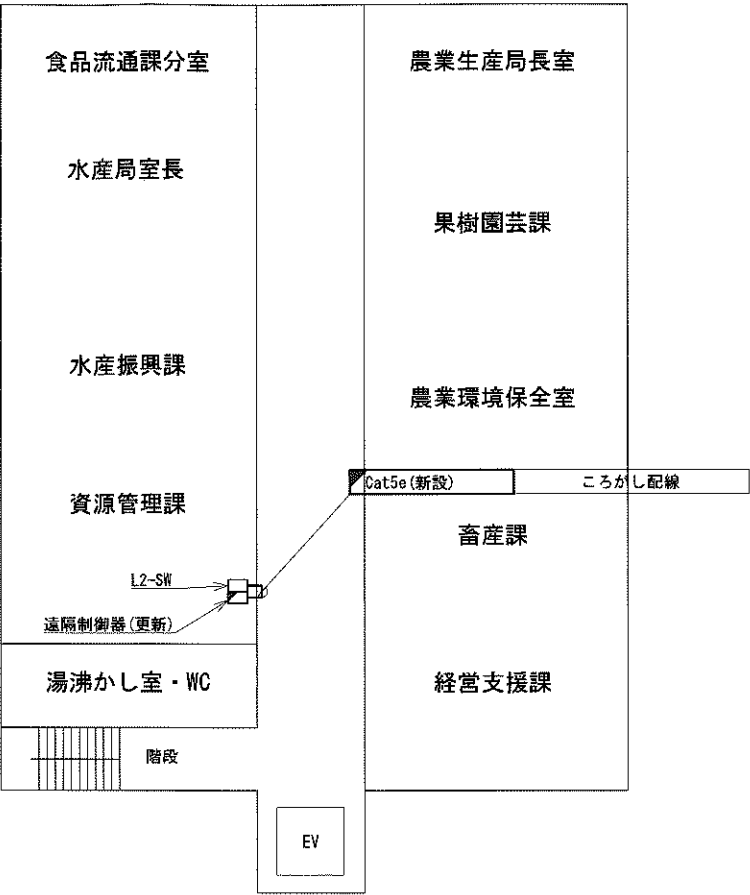 食品流通課分室
農業生産局長室
水産局室長
果樹園芸課
水産振興課
農業環境保全室
Cat5e(新設)
ころがし配線
資源管理課
畜産課
L2-SW
遠隔制御器(更新)
湯沸かし室・WC
経営支援課
階段
EV